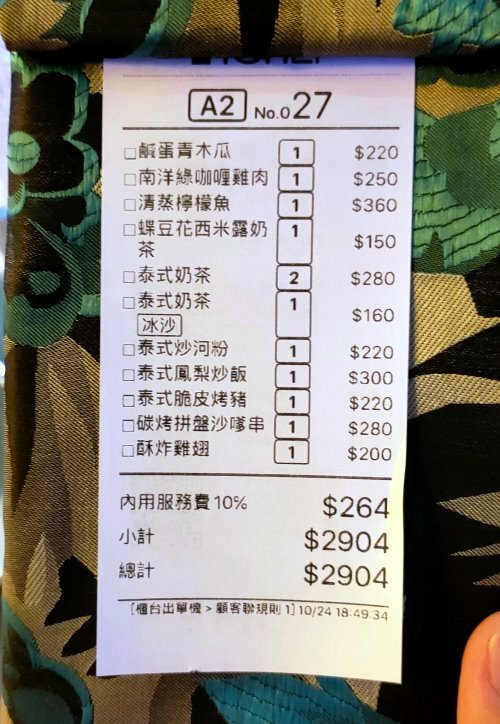 A2 No.027
□鹹蛋青木瓜 1 $220
□南洋綠咖喱雞肉 1 $250
□清蒸檸檬魚 1 $360
□蝶豆花西米露奶 1 $150
茶
□泰式奶茶 2 $280
□泰式奶茶 1 $160
冰沙
□泰式炒河粉 1 $220
□泰式鳳梨炒飯 1 $300
□泰式脆皮烤豬 1 $220
□碳烤拼盤沙嗲串 1 $280
□酥炸雞翅 1 $200
內用服務費10% $264
小計 $2904
總計 $2904
[櫃台出單機 > 顧客聯規則 1] 10/24 18:49:34